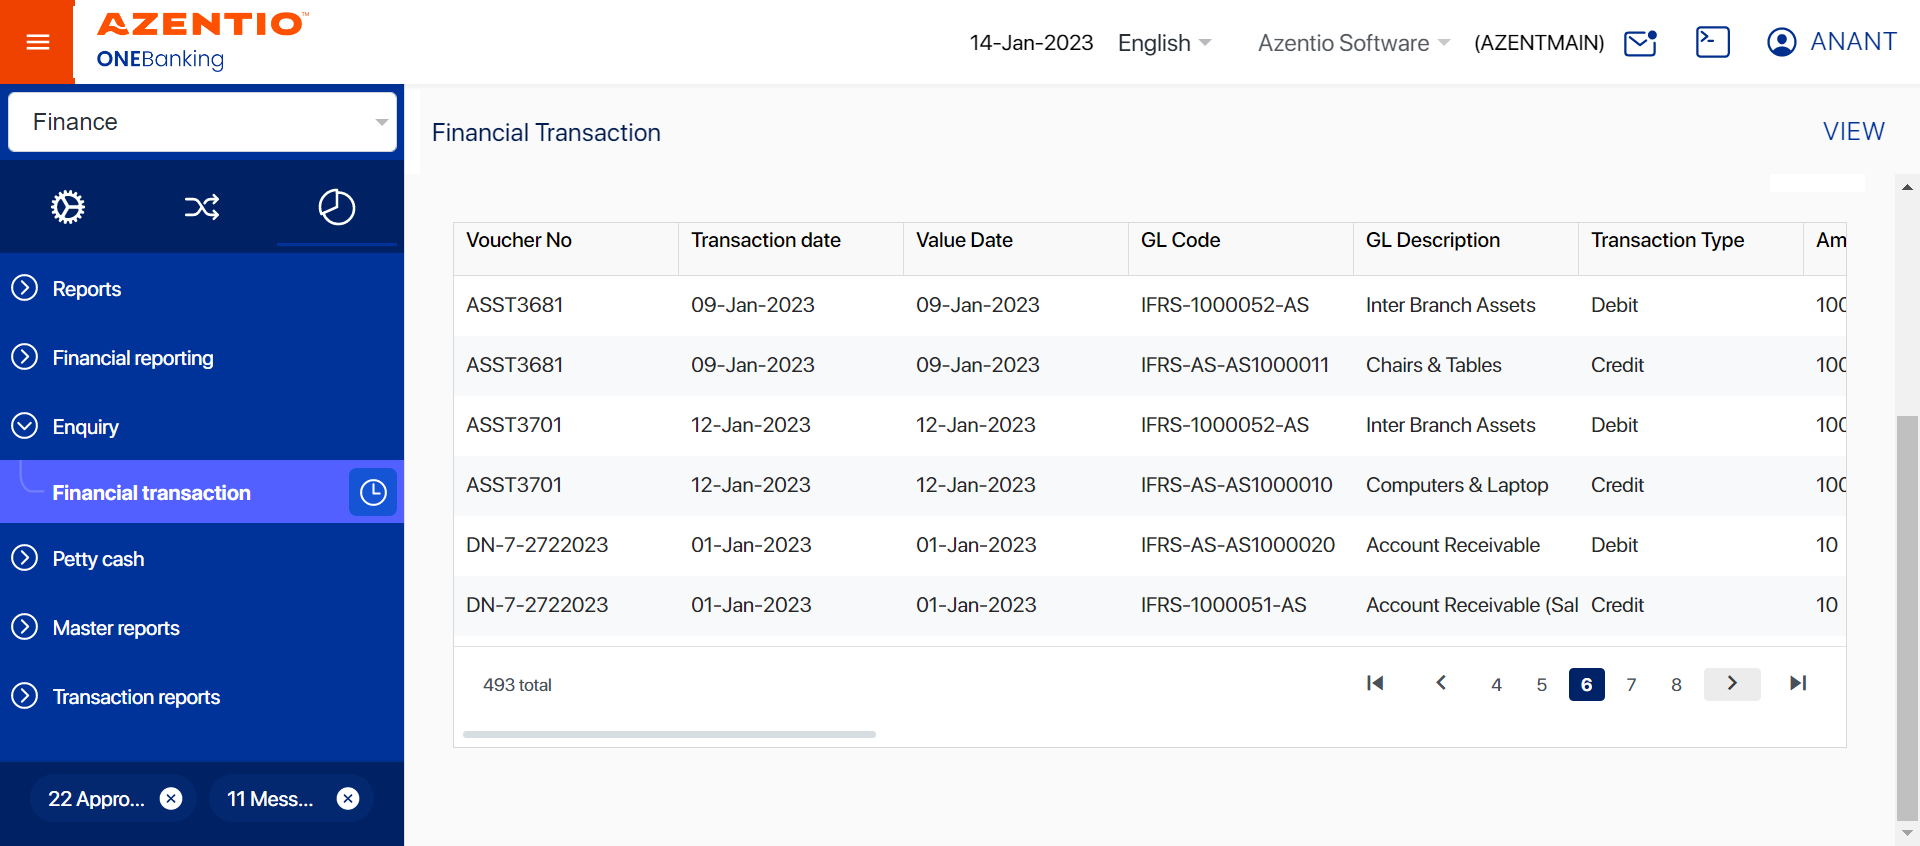 AZENTIO™
ONEBanking
14-Jan-2023 English Azentio Software (AZENTMAIN) ANANT
Finance
Reports
Financial reporting
Enquiry
Financial transaction
Petty cash
Master reports
Transaction reports
22 Appro...
11 Mess...
Financial Transaction
VIEW
Voucher No Transaction date Value Date GL Code GL Description Transaction Type Am
ASST3681 09-Jan-2023 09-Jan-2023 IFRS-1000052-AS Inter Branch Assets Debit 100
ASST3681 09-Jan-2023 09-Jan-2023 IFRS-AS-AS1000011 Chairs & Tables Credit 100
ASST3701 12-Jan-2023 12-Jan-2023 IFRS-1000052-AS Inter Branch Assets Debit 100
ASST3701 12-Jan-2023 12-Jan-2023 IFRS-AS-AS1000010 Computers & Laptop Credit 100
DN-7-2722023 01-Jan-2023 01-Jan-2023 IFRS-AS-AS1000020 Account Receivable Debit 10
DN-7-2722023 01-Jan-2023 01-Jan-2023 IFRS-1000051-AS Account Receivable (Sal Credit 10
493 total
4 5 6 7 8